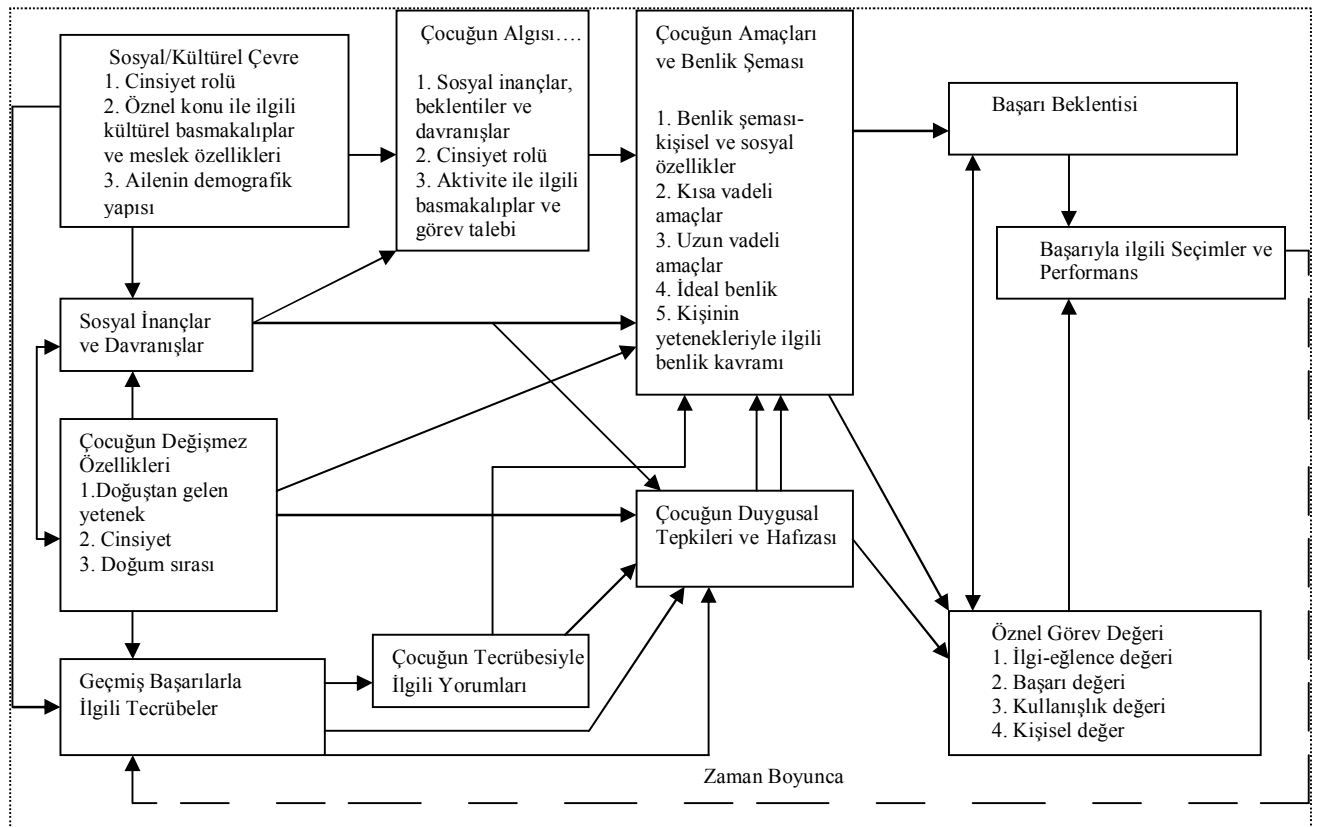 Sosyal/Kültürel Çevre
1. Cinsiyet rolü
2. Öznel konu ile ilgili
kültürel basmakalıplar
ve meslek özellikleri
3. Ailenin demografik
yapısı
Çocuğun Algısı….
1. Sosyal inançlar,
beklentiler ve
davranışlar
2. Cinsiyet rolü
3. Aktivite ile ilgili
basmakalıplar ve
görev talebi
Çocuğun Amaçları
ve Benlik Şeması
1. Benlik şeması-
kişisel ve sosyal
özellikler
2. Kısa vadeli
amaçlar
3. Uzun vadeli
amaçlar
4. İdeal benlik
5. Kişinin
yetenekleriyle ilgili
benlik kavramı
Başarı Beklentisi
Başarıyla ilgili Seçimler ve
Performans
Sosyal İnançlar
ve Davranışlar
Çocuğun Değişmez
Özellikleri
1.Doğuştan gelen
yetenek
2. Cinsiyet
3. Doğum sırası
Çocuğun Duygusal
Tepkileri ve Hafızası
Geçmiş Başarılarla
İlgili Tecrübeler
Çocuğun Tecrübesiyle
İlgili Yorumları
Öznel Görev Değeri
1. İlgi-eğlence değeri
2. Başarı değeri
3. Kullanışlık değeri
4. Kişisel değer
Zaman Boyunca